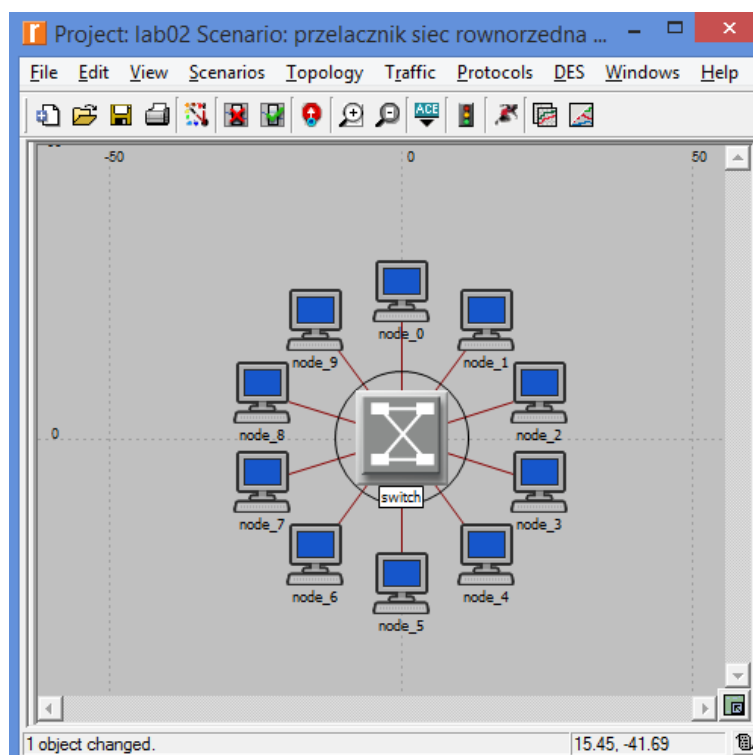 Project: lab02 Scenario: przelacznik siec rownorzedna ...
File Edit View Scenarios Topology Traffic Protocols DES Windows Help
ACE
-50 0 50
node_0
node_9 node_1
node_8 node_2
0
switch
node_7 node_3
node_6 node_4
node_5
1 object changed. 15.45, -41.69